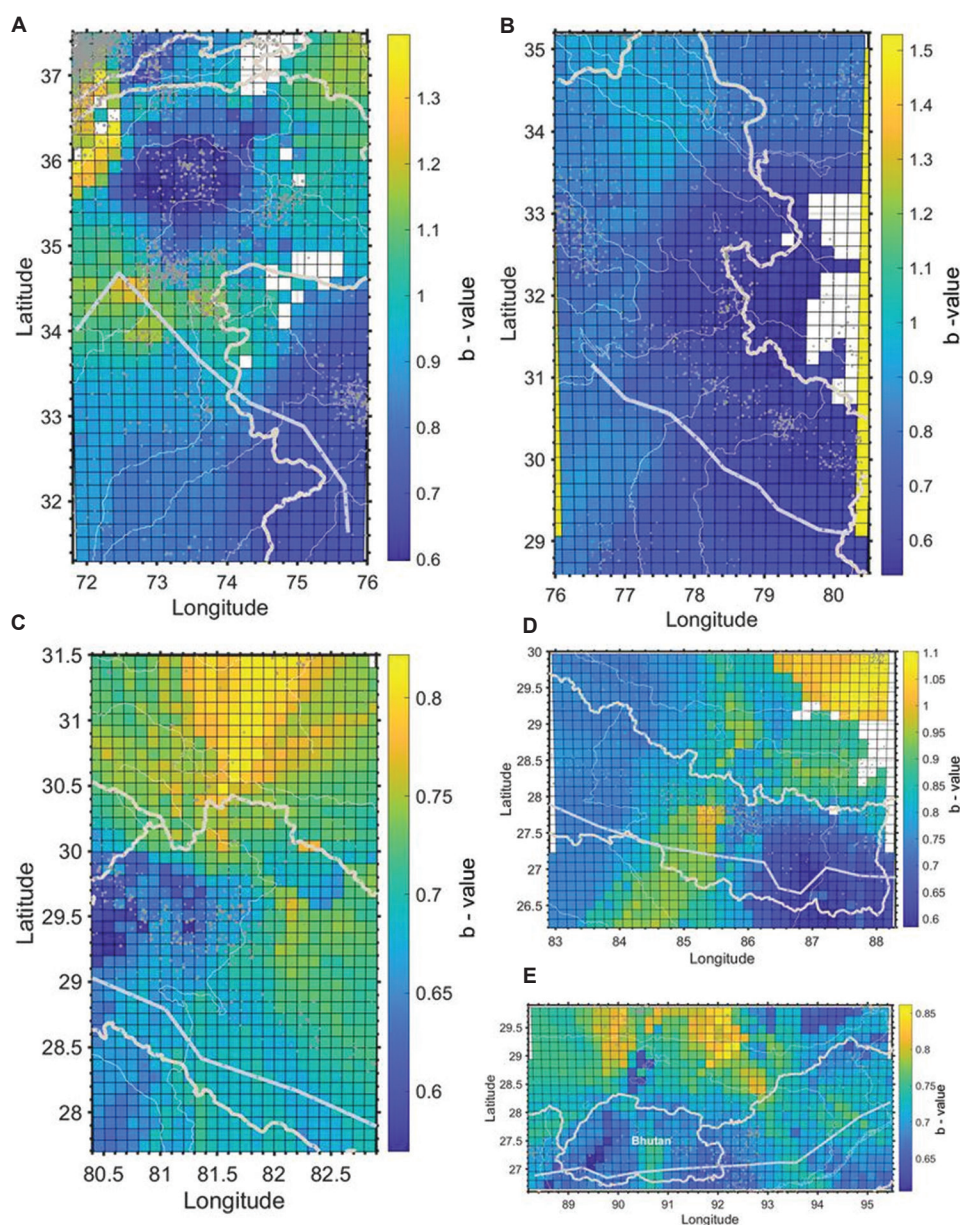 A
37
36
35
34
33
32
Latitude
72 73 74 75 76
Longitude
1.3
1.2
1.1
1
0.9
0.8
0.7
0.6
b - value
B
35
34
33
32
31
30
29
Latitude
76 77 78 79 80
Longitude
1.5
1.4
1.3
1.2
1.1
1
0.9
0.8
0.7
0.6
b -value
C
31.5
31
30.5
30
29.5
29
28.5
28
Latitude
80.5 81 81.5 82 82.5
Longitude
0.8
0.75
0.7
0.65
0.6
b - value
D
30
29.5
29
28.5
28
27.5
27
26.5
Latitude
83 84 85 86 87 88
Longitude
1.1
1.05
1
0.95
0.9
0.85
0.8
0.75
0.7
0.65
0.6
b - value
E
29.5
29
28.5
28
27.5
27
Latitude
Bhutan
89 90 91 92 93 94 95
Longitude
0.85
0.8
0.75
0.7
0.65
b - value